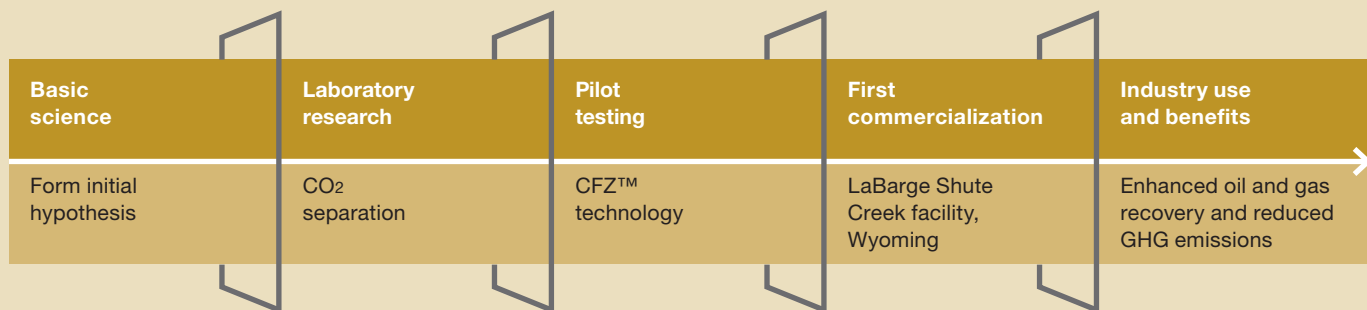 Basic
science
Laboratory
research
Pilot
testing
First
commercialization
Industry use
and benefits
Form initial
hypothesis
CO2
separation
CFZ™
technology
LaBarge Shute
Creek facility,
Wyoming
Enhanced oil and gas
recovery and reduced
GHG emissions